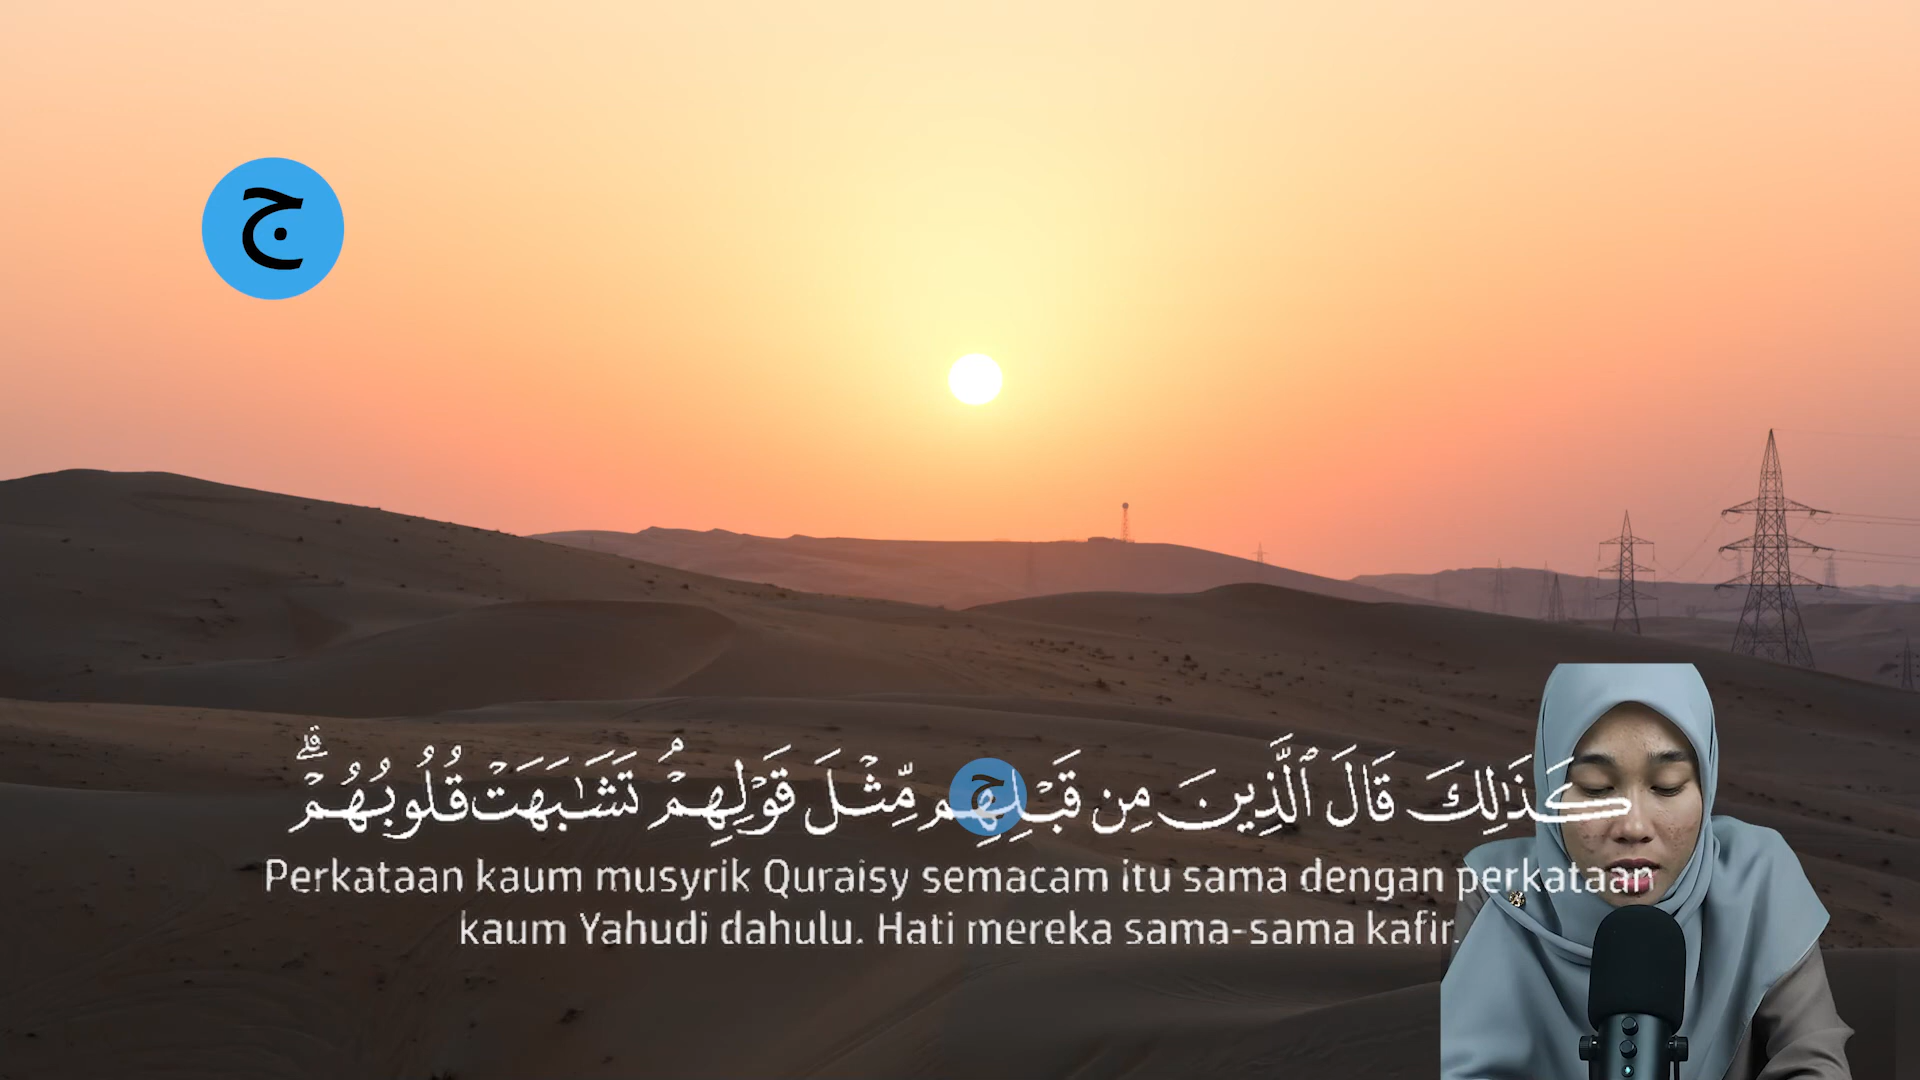 ج
كَذَٰلِكَ قَالَ ٱلَّذِينَ مِن قَبْلِهِم مِّثْلَ قَوْلِهِمْ ۘ تَشَـٰبَهَتْ قُلُوبُهُمْ ۗ
ج
Perkataan kaum musyrik Quraisy semacam itu sama dengan perkataan
kaum Yahudi dahulu. Hati mereka sama-sama kafir.